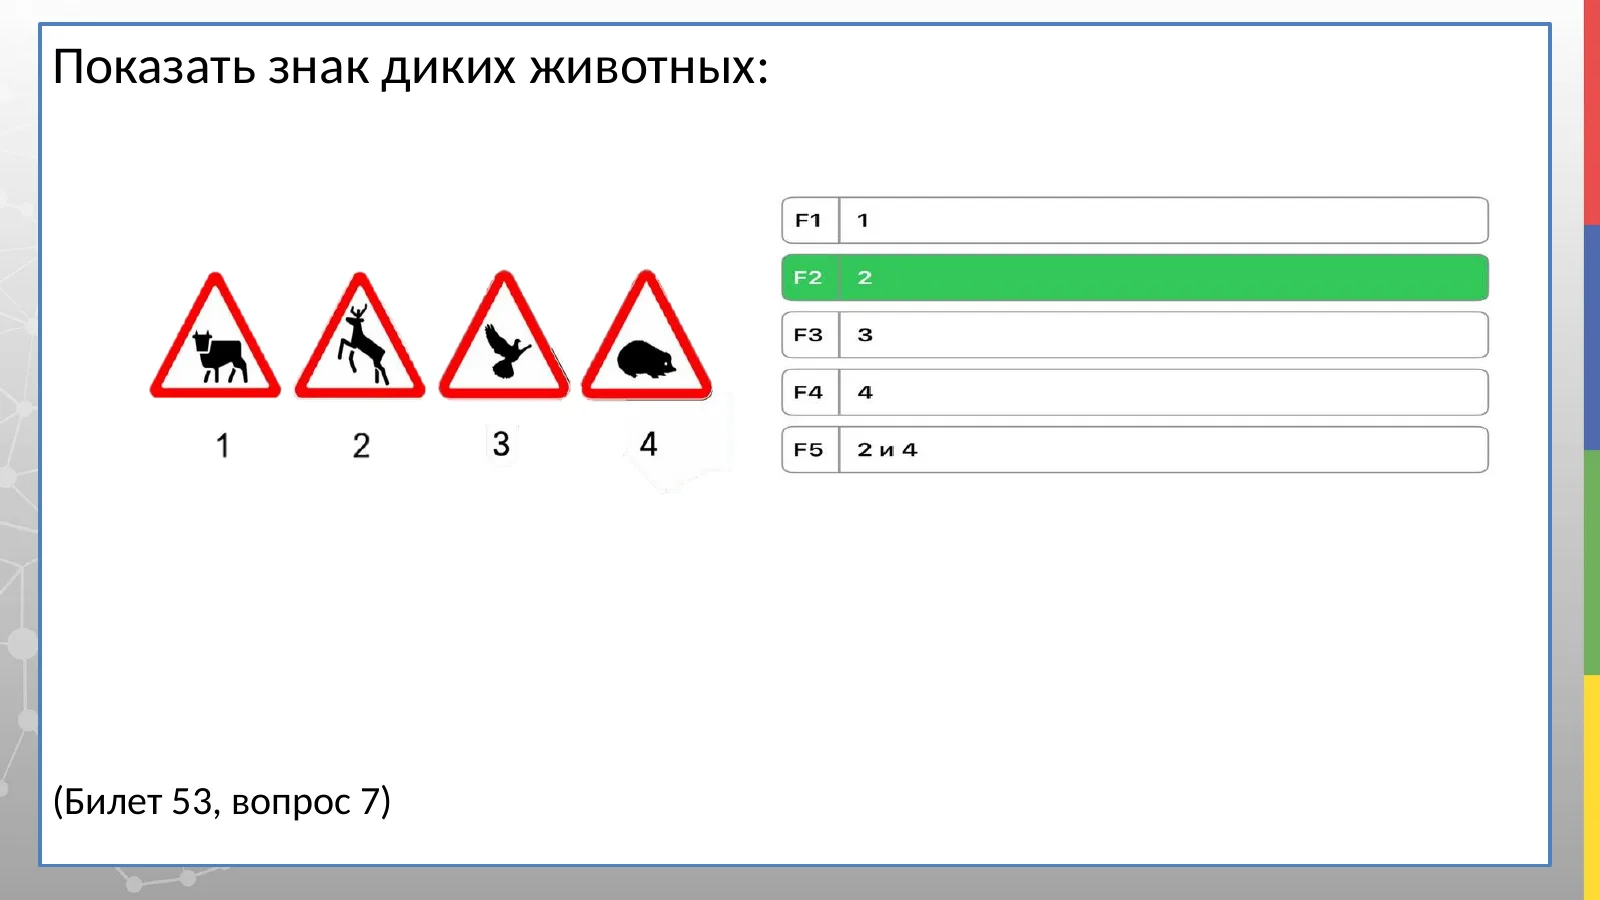 Показать знак диких животных:
1 2 3 4
F1 1
F2 2
F3 3
F4 4
F5 2 и 4
(Билет 53, вопрос 7)